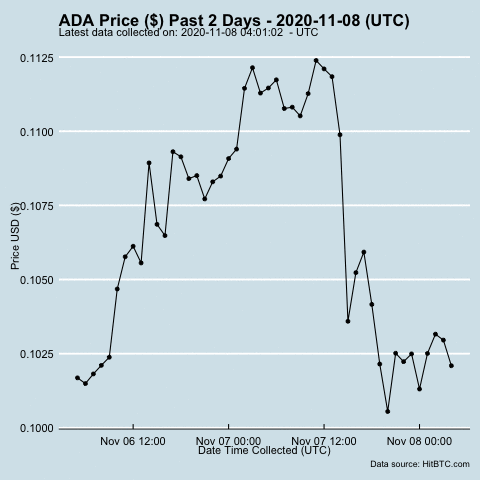 ADA Price ($) Past 2 Days - 2020-11-08 (UTC)
Latest data collected on: 2020-11-08 04:01:02 - UTC
0.1125
0.1100
0.1075
Price USD ($)
0.1050
0.1025
0.1000
Nov 06 12:00 Nov 07 00:00 Nov 07 12:00 Nov 08 00:00
Date Time Collected (UTC)
Data source: HitBTC.com